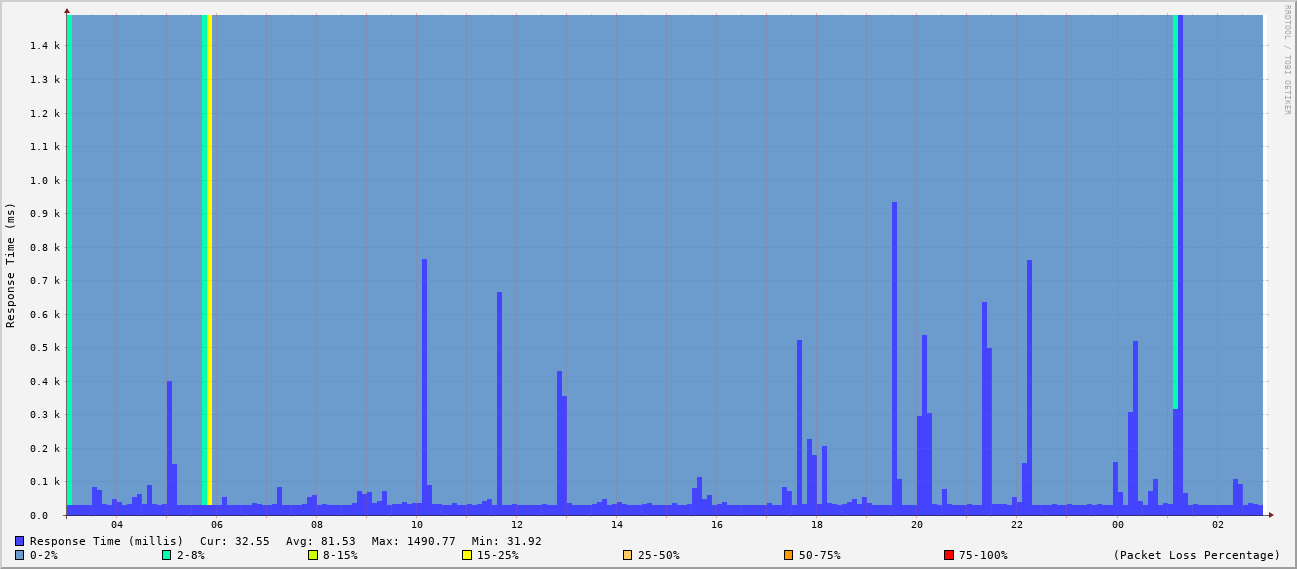 RRDTOOL / TOBI OETIKER
Response Time (ms)
1.4 k
1.3 k
1.2 k
1.1 k
1.0 k
0.9 k
0.8 k
0.7 k
0.6 k
0.5 k
0.4 k
0.3 k
0.2 k
0.1 k
0.0
04 06 08 10 12 14 16 18 20 22 00 02
Response Time (millis) Cur: 32.55 Avg: 81.53 Max: 1490.77 Min: 31.92
0-2% 2-8% 8-15% 15-25% 25-50% 50-75% 75-100% (Packet Loss Percentage)